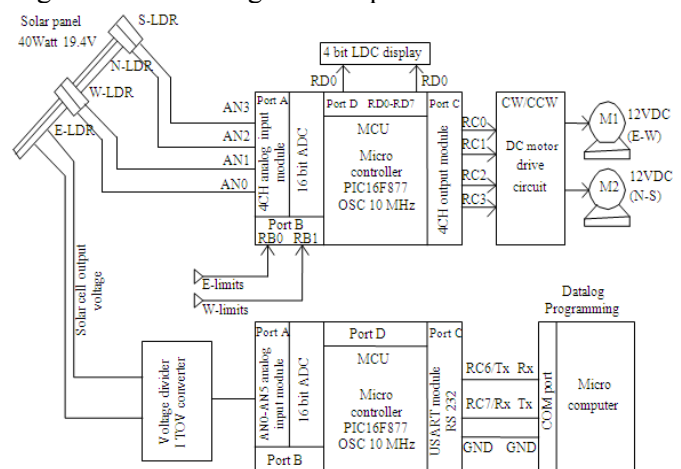 Solar panel
40Watt 19.4V
S-LDR
N-LDR
W-LDR
E-LDR
4 bit LDC display
RD0 RD0
AN3
AN2
AN1
AN0
Port A
4CH analog input
module
16 bit ADC
Port D RD0-RD7
MCU
Micro
controller
PIC16F877
OSC 10 MHz
Port C
4CH output module
Port B
RB0 RB1
RC0
RC1
RC2
RC3
CW/CCW
DC motor
drive
circuit
M1
12VDC
(E-W)
M2
12VDC
(N-S)
E-limits
W-limits
Solar cell output
voltage
Voltage divider
I TOV converter
Port A
AN0-AN5 analog
input module
16 bit ADC
Port D
MCU
Micro
controller
PIC16F877
OSC 10 MHz
Port C
USART module
RS 232
Port B
RC6/Tx Rx
RC7/Rx Tx
GND GND
Datalog
Programming
COM port
Micro
computer